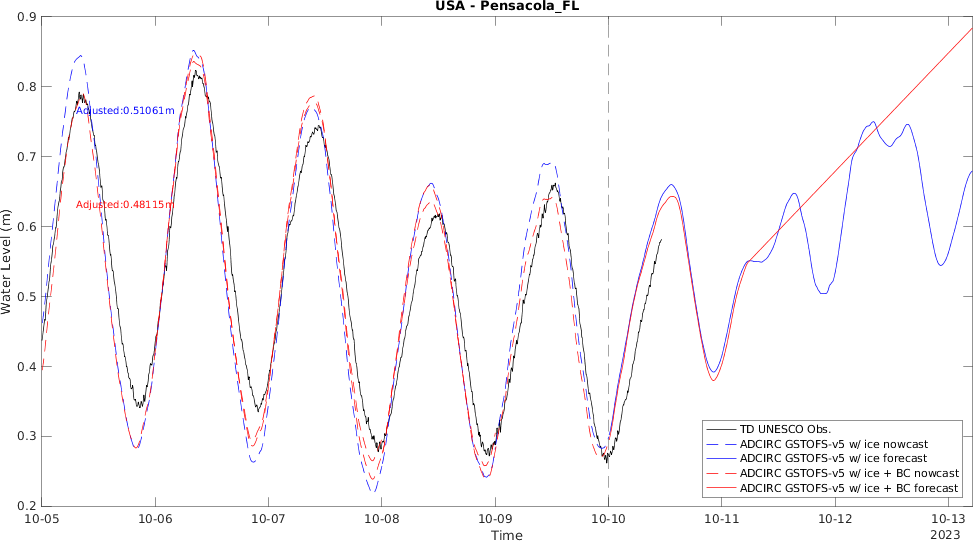 USA - Pensacola_FL
0.9
0.8
Adjusted:0.51061m
0.7
Adjusted:0.48115m
0.6
Water Level (m)
0.5
0.4
0.3
TD UNESCO Obs.
ADCIRC GSTOFS-v5 w/ ice nowcast
ADCIRC GSTOFS-v5 w/ ice forecast
ADCIRC GSTOFS-v5 w/ ice + BC nowcast
ADCIRC GSTOFS-v5 w/ ice + BC forecast
0.2
10-05 10-06 10-07 10-08 10-09 10-10 10-11 10-12 10-13
Time 2023